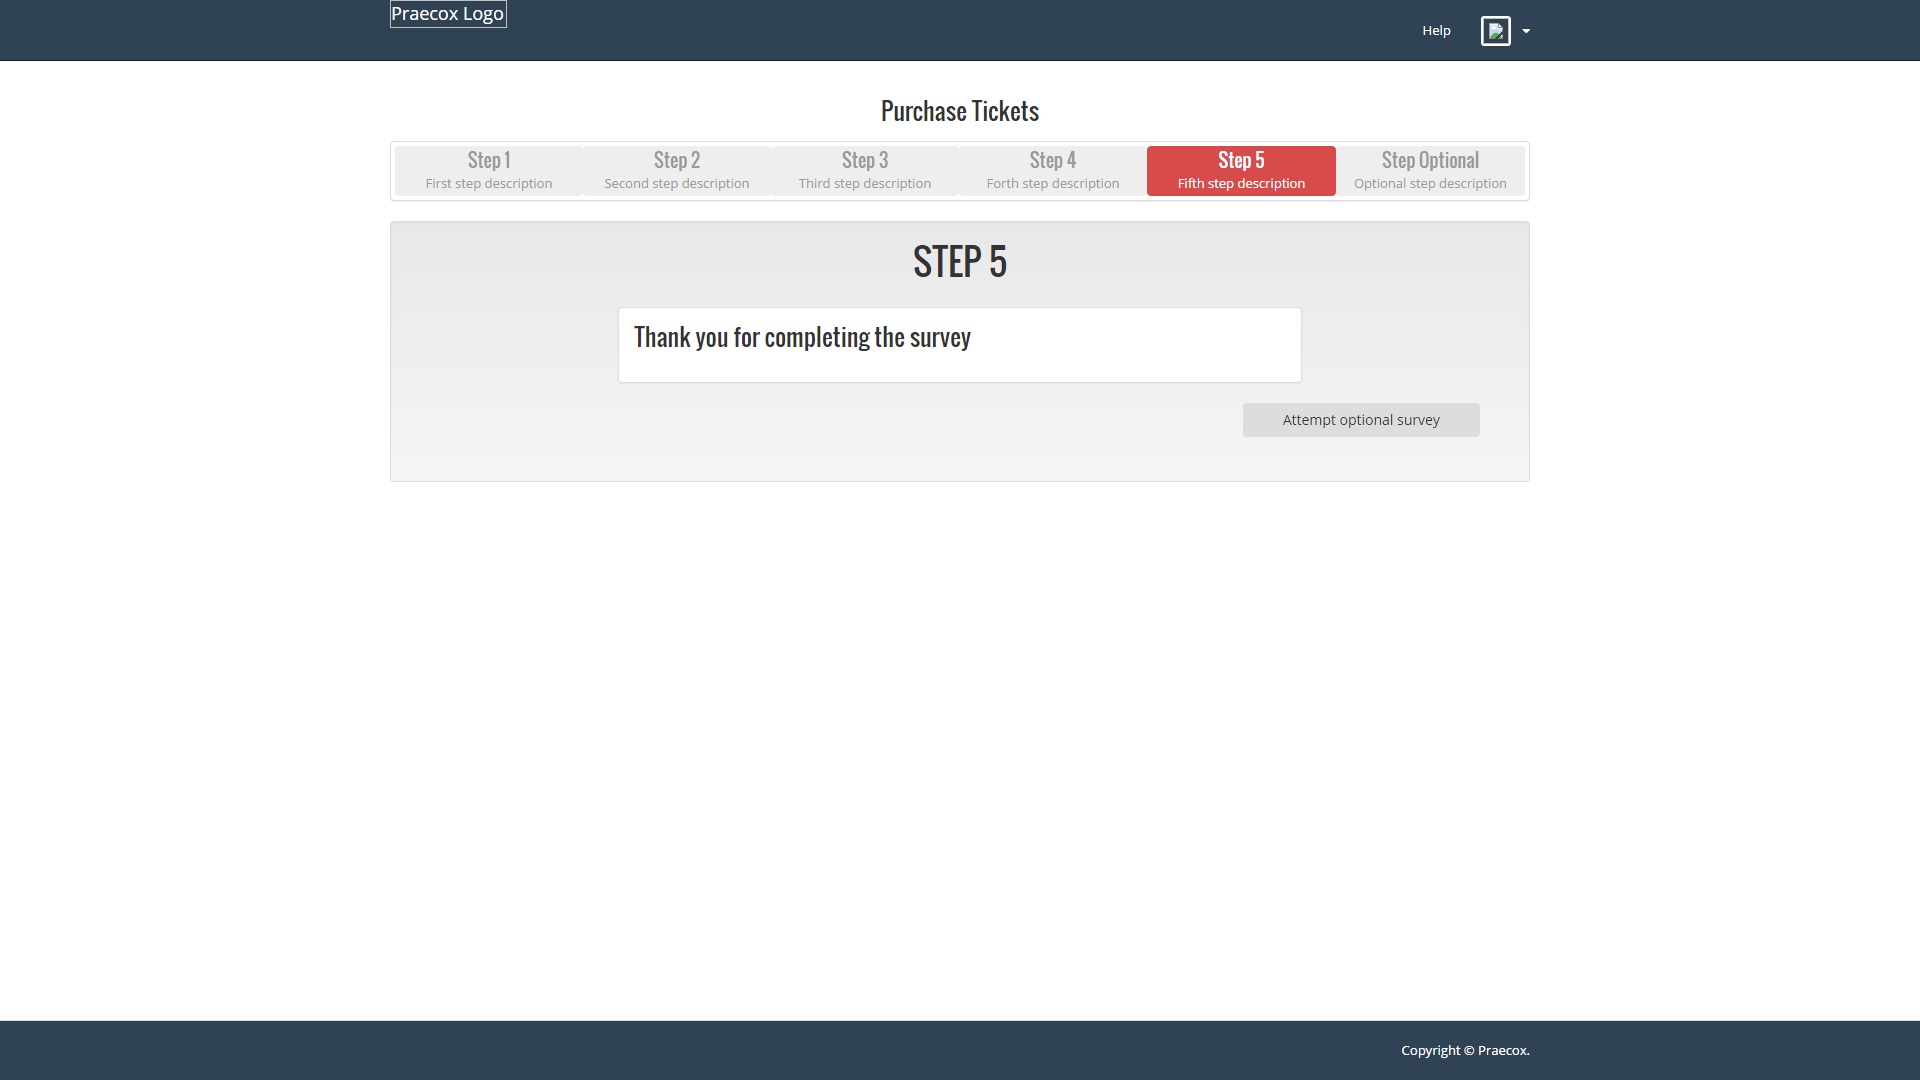 Praecox Logo
Help
Purchase Tickets
Step 1
First step description
Step 2
Second step description
Step 3
Third step description
Step 4
Forth step description
Step 5
Fifth step description
Step Optional
Optional step description
STEP 5
Thank you for completing the survey
Attempt optional survey
Copyright © Praecox.